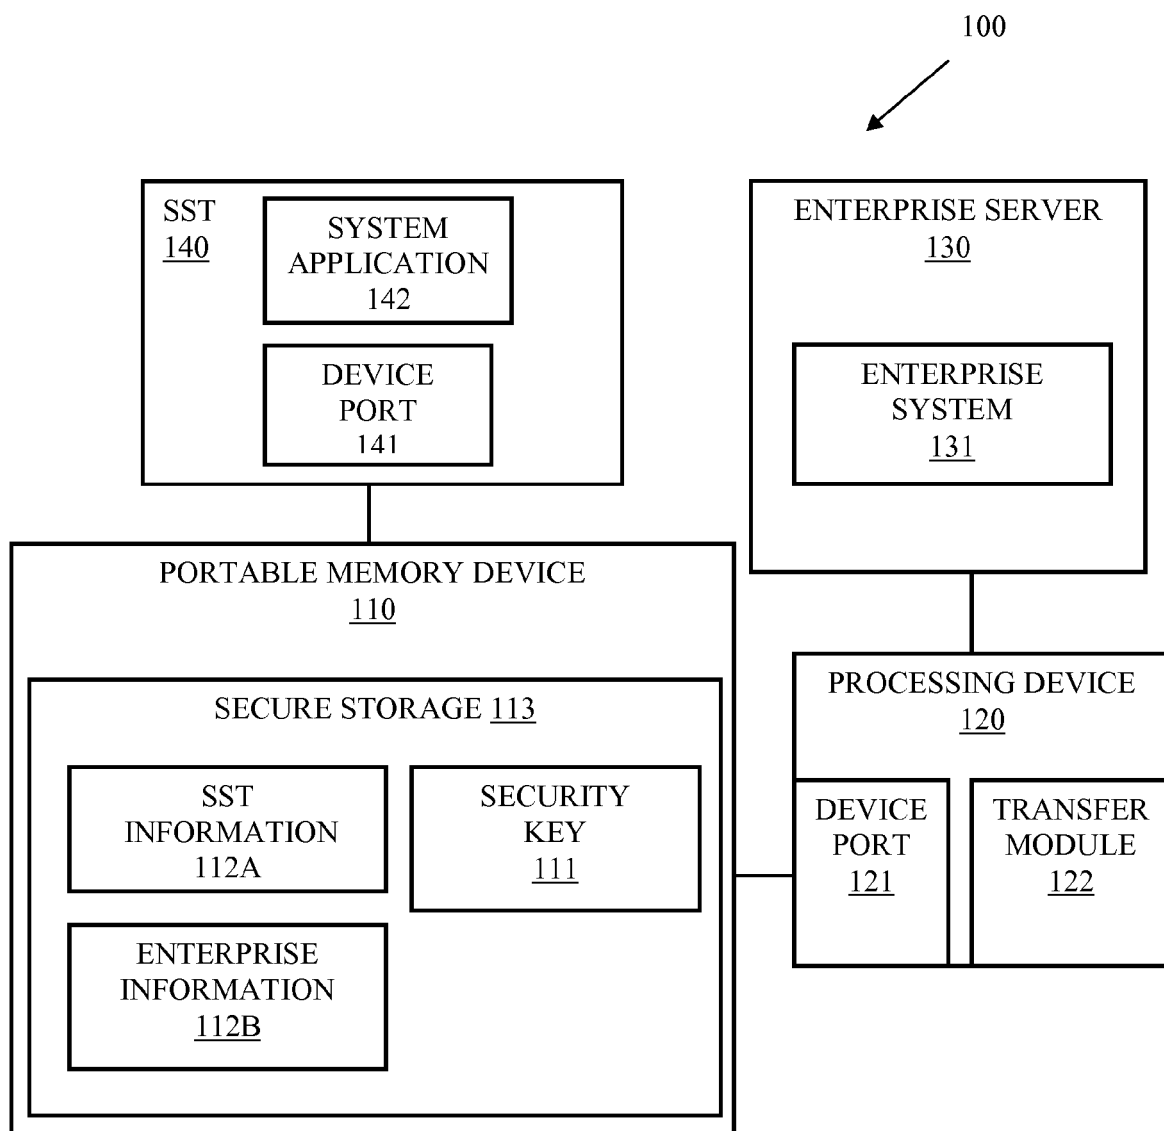 100
SST
140
SYSTEM
APPLICATION
142
DEVICE
PORT
141
ENTERPRISE SERVER
130
ENTERPRISE
SYSTEM
131
PORTABLE MEMORY DEVICE
110
SECURE STORAGE 113
SST
INFORMATION
112A
SECURITY
KEY
111
ENTERPRISE
INFORMATION
112B
PROCESSING DEVICE
120
DEVICE
PORT
121
TRANSFER
MODULE
122